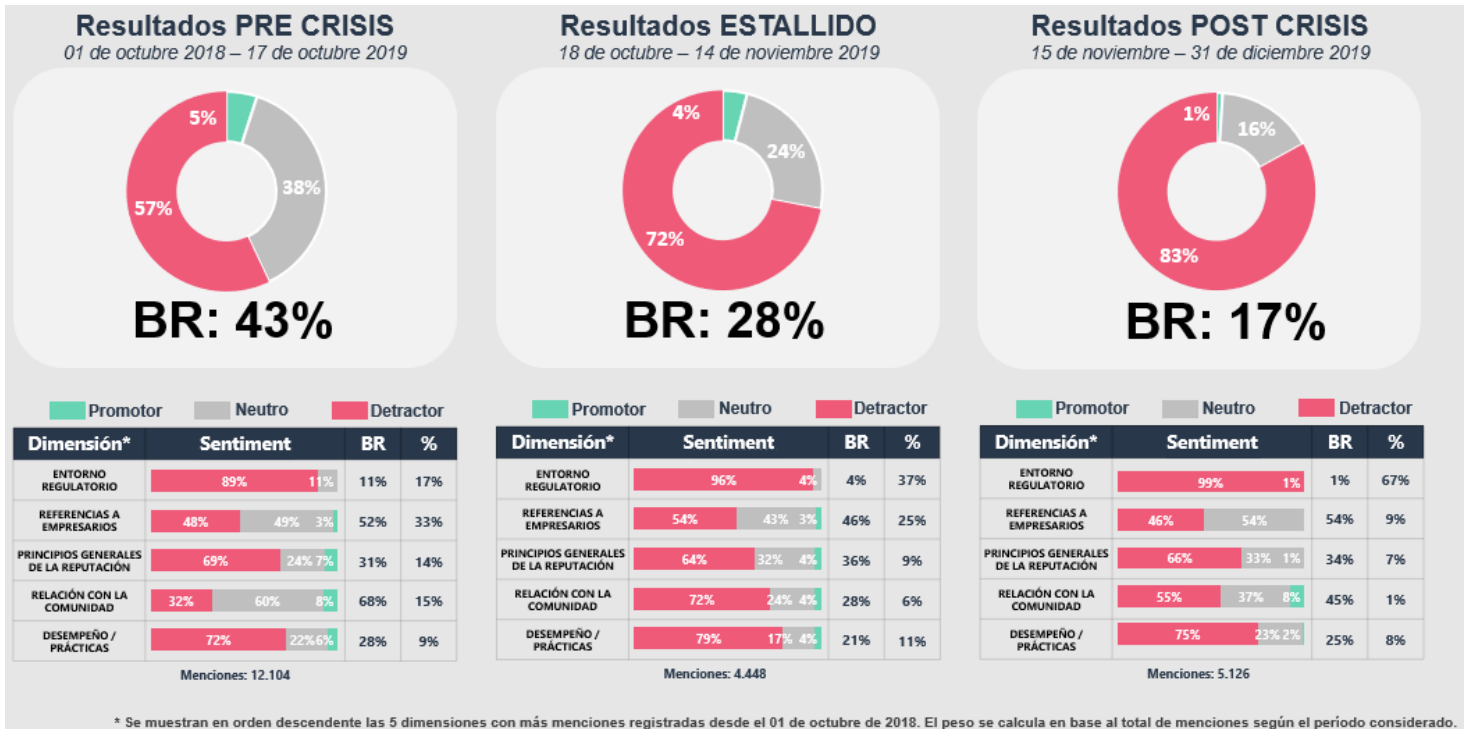 Resultados PRE CRISIS
01 de octubre 2018 – 17 de octubre 2019
5%
38%
57%
BR: 43%
Promotor Neutro Detractor
Dimensión* Sentiment BR %
ENTORNO
REGULATORIO
89% 11% 11% 17%
REFERENCIAS A
EMPRESARIOS
48% 49% 3% 52% 33%
PRINCIPIOS GENERALES
DE LA REPUTACIÓN
69% 24% 7% 31% 14%
RELACIÓN CON LA
COMUNIDAD
32% 60% 8% 68% 15%
DESEMPEÑO /
PRÁCTICAS
72% 22% 6% 28% 9%
Menciones: 12.104
Resultados ESTALLIDO
18 de octubre – 14 de noviembre 2019
4%
24%
72%
BR: 28%
Promotor Neutro Detractor
Dimensión* Sentiment BR %
ENTORNO
REGULATORIO
96% 4% 4% 37%
REFERENCIAS A
EMPRESARIOS
54% 43% 3% 46% 25%
PRINCIPIOS GENERALES
DE LA REPUTACIÓN
64% 32% 4% 36% 9%
RELACIÓN CON LA
COMUNIDAD
72% 24% 4% 28% 6%
DESEMPEÑO /
PRÁCTICAS
79% 17% 4% 21% 11%
Menciones: 4.448
Resultados POST CRISIS
15 de noviembre – 31 de diciembre 2019
1%
16%
83%
BR: 17%
Promotor Neutro Detractor
Dimensión* Sentiment BR %
ENTORNO
REGULATORIO
99% 1% 1% 67%
REFERENCIAS A
EMPRESARIOS
46% 54% 54% 9%
PRINCIPIOS GENERALES
DE LA REPUTACIÓN
66% 33% 1% 34% 7%
RELACIÓN CON LA
COMUNIDAD
55% 37% 8% 45% 1%
DESEMPEÑO /
PRÁCTICAS
75% 23% 2% 25% 8%
Menciones: 5.126
* Se muestran en orden descendente las 5 dimensiones con más menciones registradas desde el 01 de octubre de 2018. El peso se calcula en base al total de menciones según el período considerado.